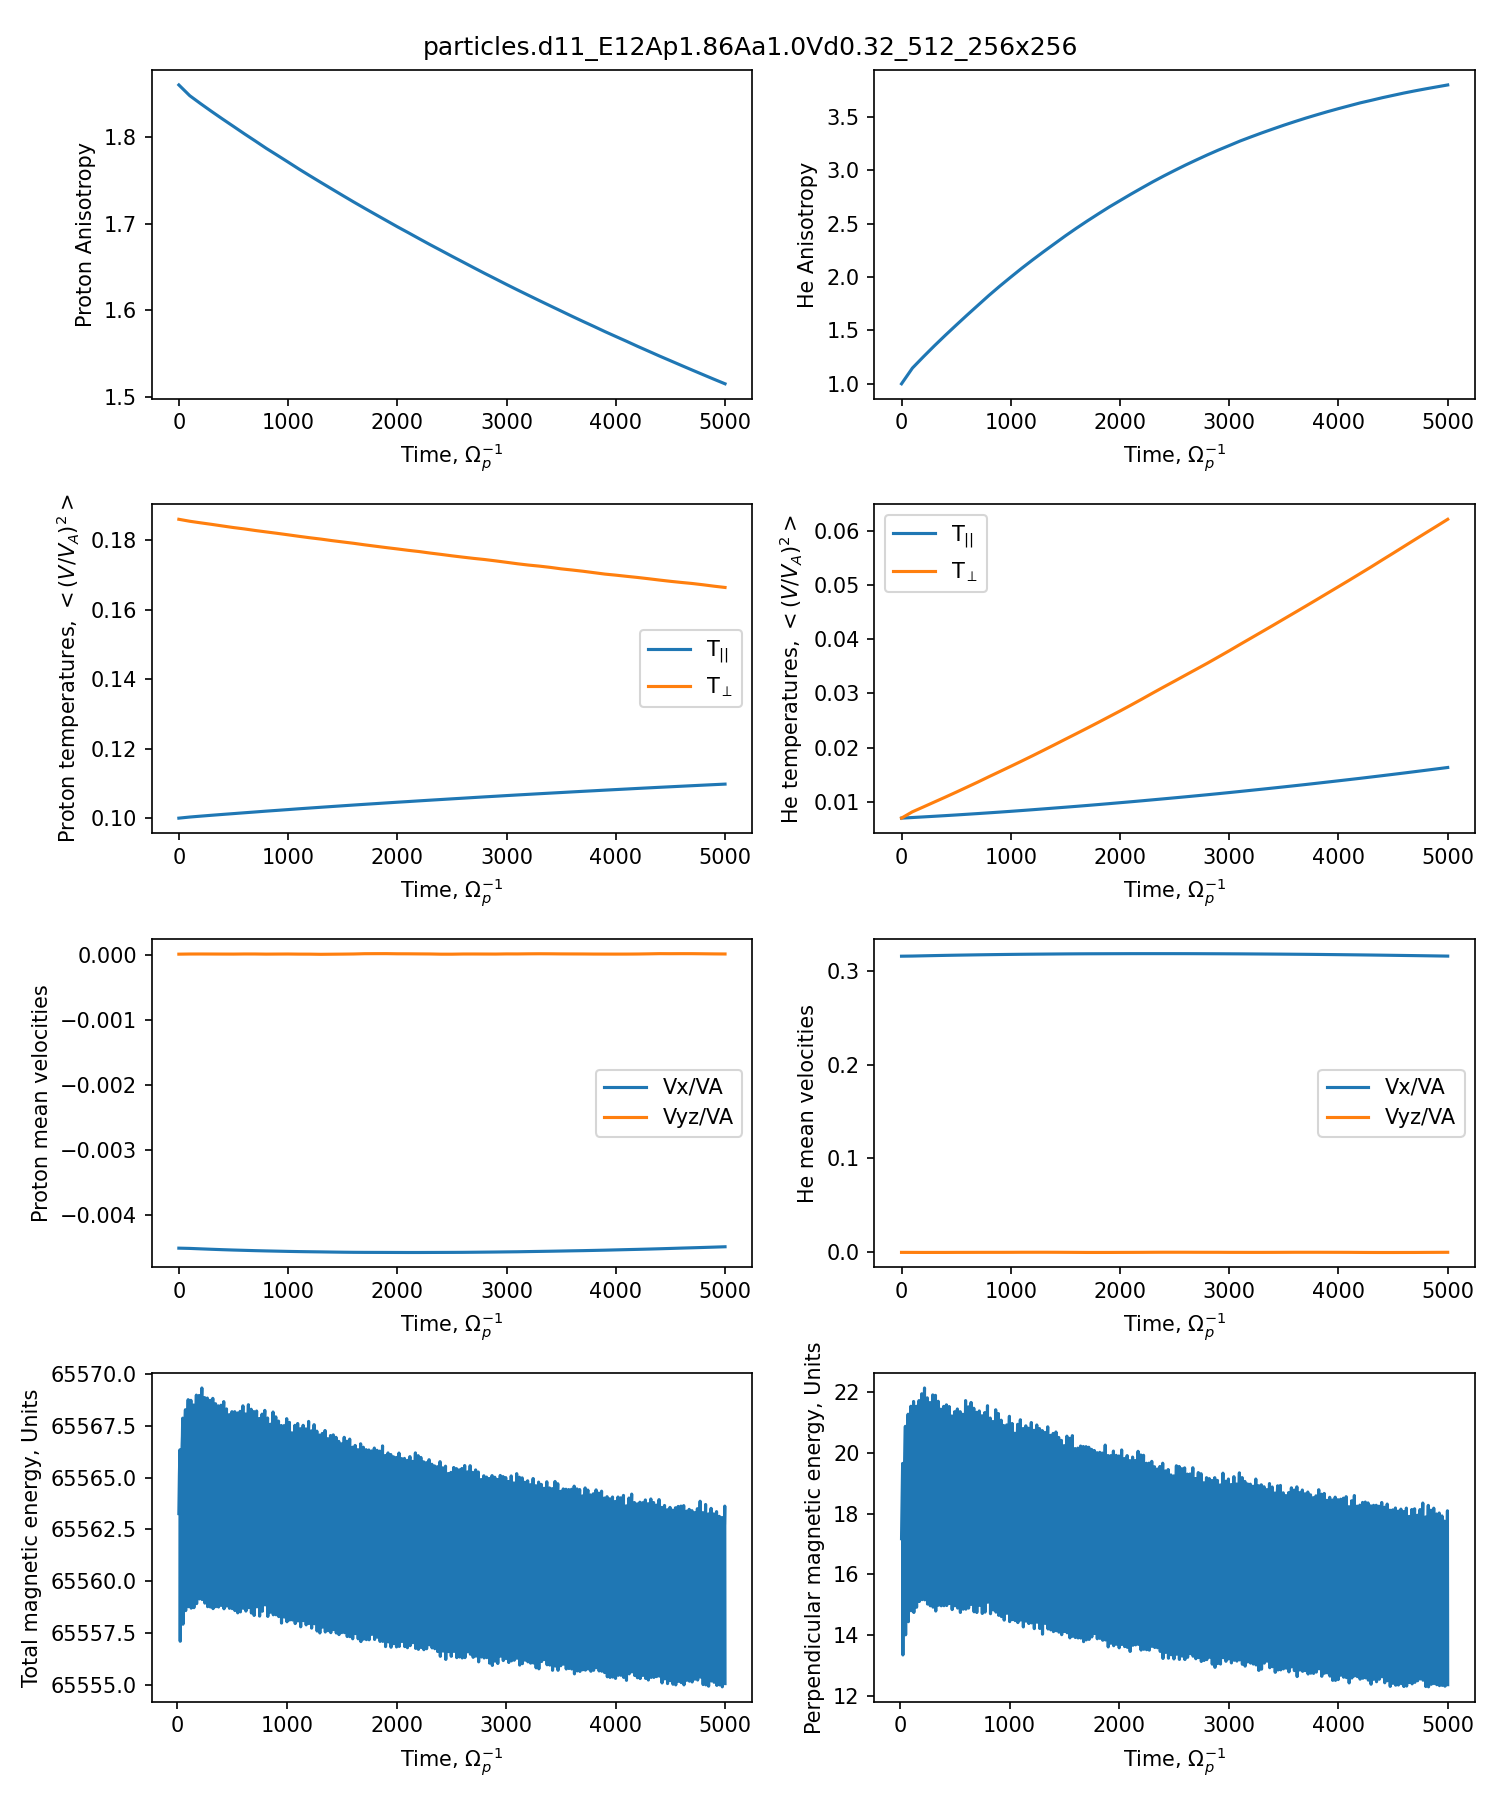 particles.d11_E12Ap1.86Aa1.0Vd0.32_512_256x256
Proton Anisotropy
1.8
1.7
1.6
1.5
0 1000 2000 3000 4000 5000
Time, Ω_p^{−1}
He Anisotropy
3.5
3.0
2.5
2.0
1.5
1.0
0 1000 2000 3000 4000 5000
Time, Ω_p^{−1}
Proton temperatures, < (V/V_A)^2 >
0.18
0.16
0.14
0.12
0.10
T_{||}
T_⊥
0 1000 2000 3000 4000 5000
Time, Ω_p^{−1}
He temperatures, < (V/V_A)^2 >
0.06
0.05
0.04
0.03
0.02
0.01
T_{||}
T_⊥
0 1000 2000 3000 4000 5000
Time, Ω_p^{−1}
Proton mean velocities
0.000
−0.001
−0.002
−0.003
−0.004
Vx/VA
Vyz/VA
0 1000 2000 3000 4000 5000
Time, Ω_p^{−1}
He mean velocities
0.3
0.2
0.1
0.0
Vx/VA
Vyz/VA
0 1000 2000 3000 4000 5000
Time, Ω_p^{−1}
Total magnetic energy, Units
65570.0
65567.5
65565.0
65562.5
65560.0
65557.5
65555.0
0 1000 2000 3000 4000 5000
Time, Ω_p^{−1}
Perpendicular magnetic energy, Units
22
20
18
16
14
12
0 1000 2000 3000 4000 5000
Time, Ω_p^{−1}